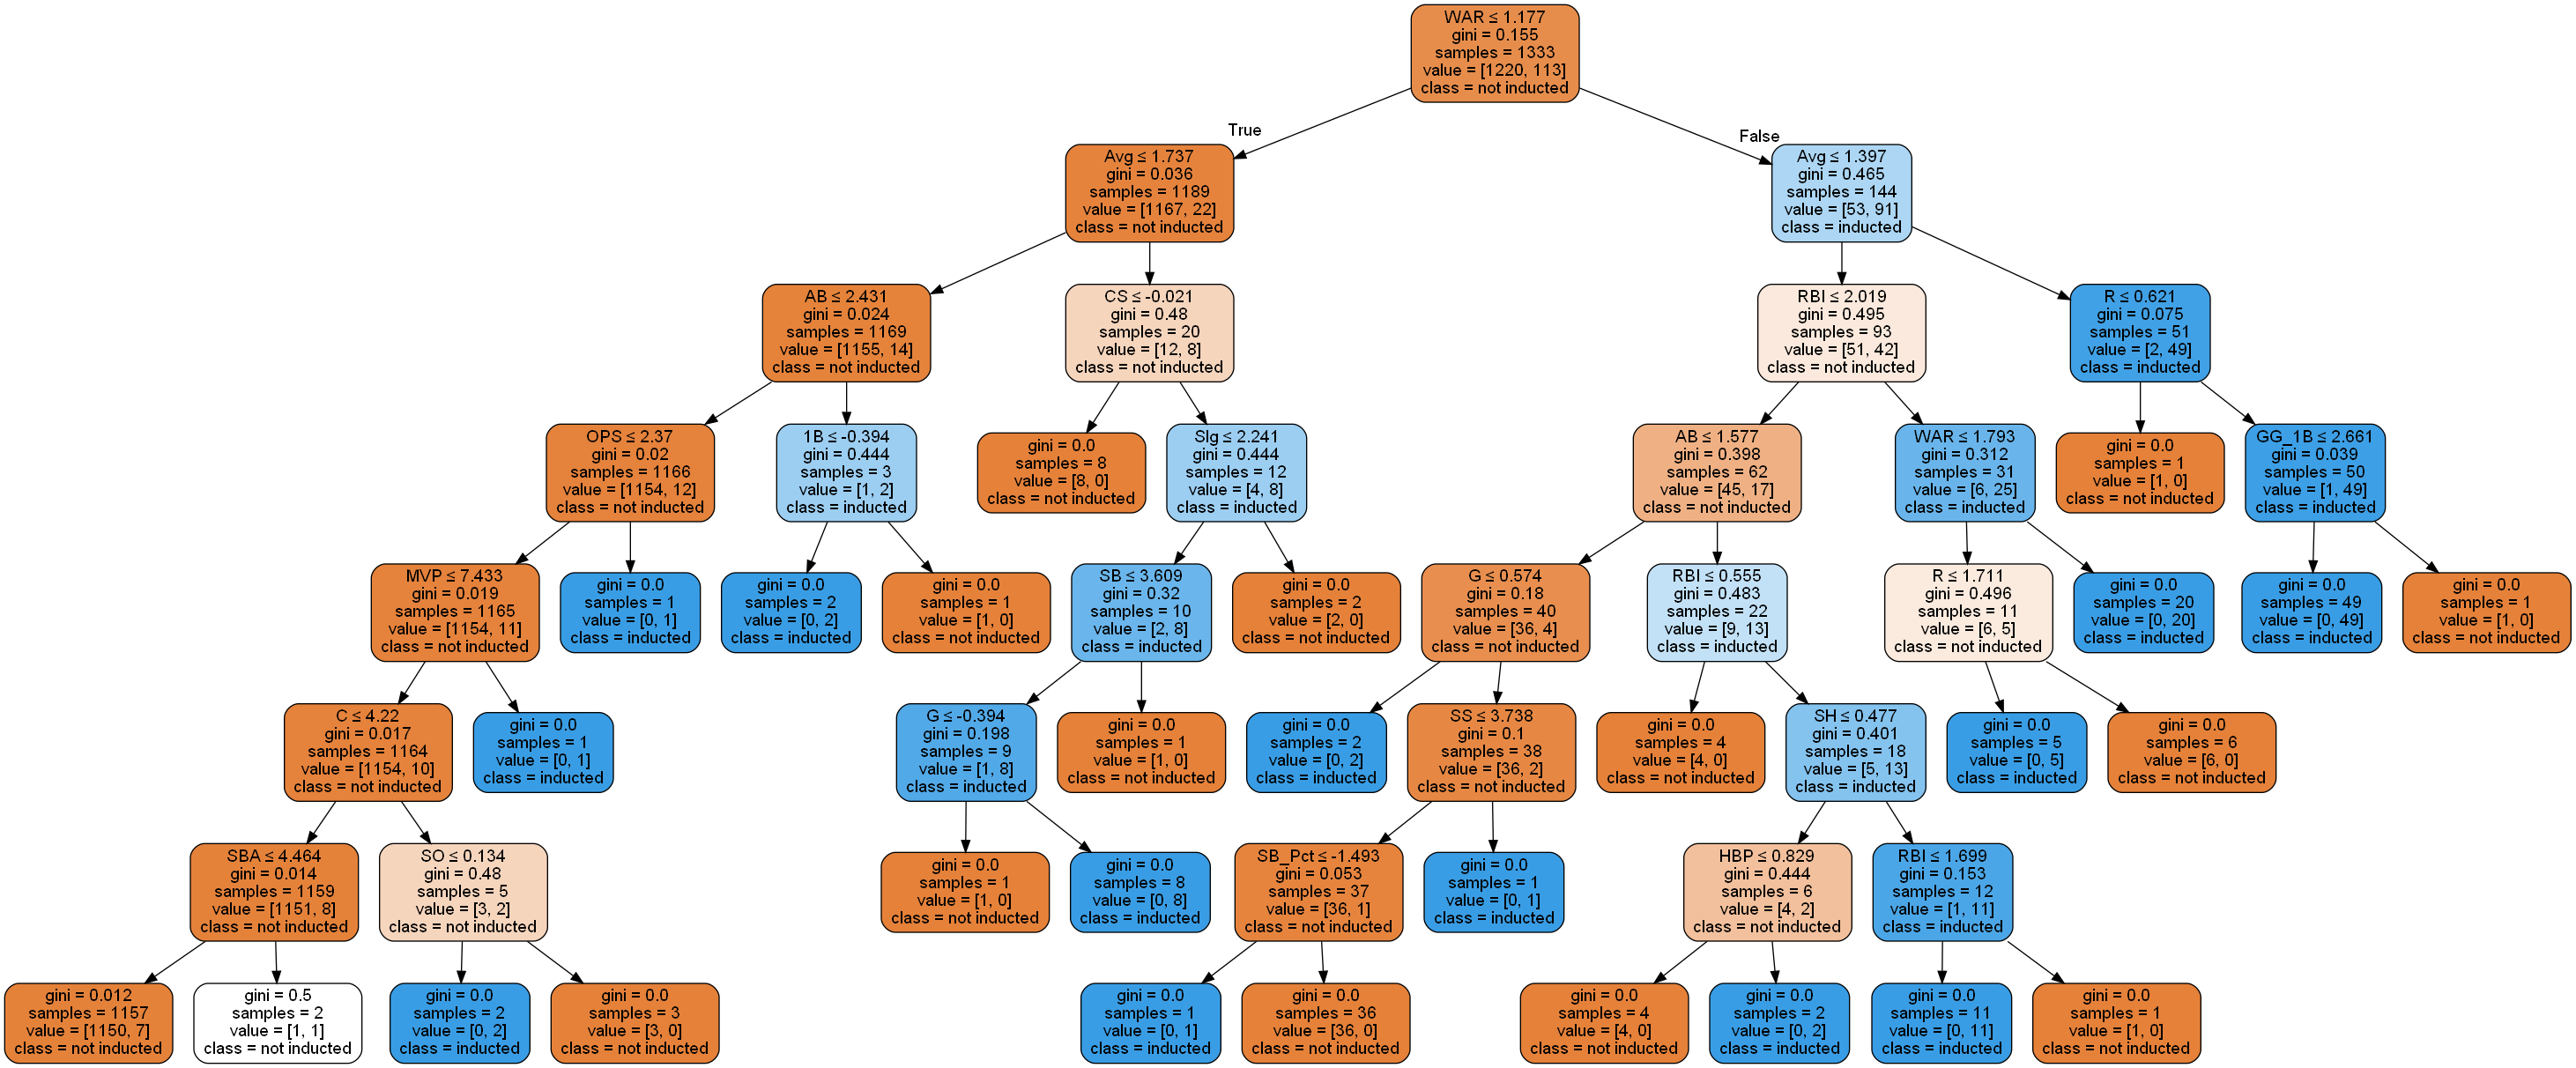 WAR ≤ 1.177
gini = 0.155
samples = 1333
value = [1220, 113]
class = not inducted
True
False
Avg ≤ 1.737
gini = 0.036
samples = 1189
value = [1167, 22]
class = not inducted
Avg ≤ 1.397
gini = 0.465
samples = 144
value = [53, 91]
class = inducted
AB ≤ 2.431
gini = 0.024
samples = 1169
value = [1155, 14]
class = not inducted
CS ≤ -0.021
gini = 0.48
samples = 20
value = [12, 8]
class = not inducted
RBI ≤ 2.019
gini = 0.495
samples = 93
value = [51, 42]
class = not inducted
R ≤ 0.621
gini = 0.075
samples = 51
value = [2, 49]
class = inducted
OPS ≤ 2.37
gini = 0.02
samples = 1166
value = [1154, 12]
class = not inducted
1B ≤ -0.394
gini = 0.444
samples = 3
value = [1, 2]
class = inducted
gini = 0.0
samples = 8
value = [8, 0]
class = not inducted
Slg ≤ 2.241
gini = 0.444
samples = 12
value = [4, 8]
class = inducted
AB ≤ 1.577
gini = 0.398
samples = 62
value = [45, 17]
class = not inducted
WAR ≤ 1.793
gini = 0.312
samples = 31
value = [6, 25]
class = inducted
gini = 0.0
samples = 1
value = [1, 0]
class = not inducted
GG_1B ≤ 2.661
gini = 0.039
samples = 50
value = [1, 49]
class = inducted
MVP ≤ 7.433
gini = 0.019
samples = 1165
value = [1154, 11]
class = not inducted
gini = 0.0
samples = 1
value = [0, 1]
class = inducted
gini = 0.0
samples = 2
value = [0, 2]
class = inducted
gini = 0.0
samples = 1
value = [1, 0]
class = not inducted
SB ≤ 3.609
gini = 0.32
samples = 10
value = [2, 8]
class = inducted
gini = 0.0
samples = 2
value = [2, 0]
class = not inducted
G ≤ 0.574
gini = 0.18
samples = 40
value = [36, 4]
class = not inducted
RBI ≤ 0.555
gini = 0.483
samples = 22
value = [9, 13]
class = inducted
R ≤ 1.711
gini = 0.496
samples = 11
value = [6, 5]
class = not inducted
gini = 0.0
samples = 20
value = [0, 20]
class = inducted
gini = 0.0
samples = 49
value = [0, 49]
class = inducted
gini = 0.0
samples = 1
value = [1, 0]
class = not inducted
C ≤ 4.22
gini = 0.017
samples = 1164
value = [1154, 10]
class = not inducted
gini = 0.0
samples = 1
value = [0, 1]
class = inducted
G ≤ -0.394
gini = 0.198
samples = 9
value = [1, 8]
class = inducted
gini = 0.0
samples = 1
value = [1, 0]
class = not inducted
gini = 0.0
samples = 2
value = [0, 2]
class = inducted
SS ≤ 3.738
gini = 0.1
samples = 38
value = [36, 2]
class = not inducted
gini = 0.0
samples = 4
value = [4, 0]
class = not inducted
SH ≤ 0.477
gini = 0.401
samples = 18
value = [5, 13]
class = inducted
gini = 0.0
samples = 5
value = [0, 5]
class = inducted
gini = 0.0
samples = 6
value = [6, 0]
class = not inducted
SBA ≤ 4.464
gini = 0.014
samples = 1159
value = [1151, 8]
class = not inducted
SO ≤ 0.134
gini = 0.48
samples = 5
value = [3, 2]
class = not inducted
gini = 0.0
samples = 1
value = [1, 0]
class = not inducted
gini = 0.0
samples = 8
value = [0, 8]
class = inducted
SB_Pct ≤ -1.493
gini = 0.053
samples = 37
value = [36, 1]
class = not inducted
gini = 0.0
samples = 1
value = [0, 1]
class = inducted
HBP ≤ 0.829
gini = 0.444
samples = 6
value = [4, 2]
class = not inducted
RBI ≤ 1.699
gini = 0.153
samples = 12
value = [1, 11]
class = inducted
gini = 0.012
samples = 1157
value = [1150, 7]
class = not inducted
gini = 0.5
samples = 2
value = [1, 1]
class = not inducted
gini = 0.0
samples = 2
value = [0, 2]
class = inducted
gini = 0.0
samples = 3
value = [3, 0]
class = not inducted
gini = 0.0
samples = 1
value = [0, 1]
class = inducted
gini = 0.0
samples = 36
value = [36, 0]
class = not inducted
gini = 0.0
samples = 4
value = [4, 0]
class = not inducted
gini = 0.0
samples = 2
value = [0, 2]
class = inducted
gini = 0.0
samples = 11
value = [0, 11]
class = inducted
gini = 0.0
samples = 1
value = [1, 0]
class = not inducted